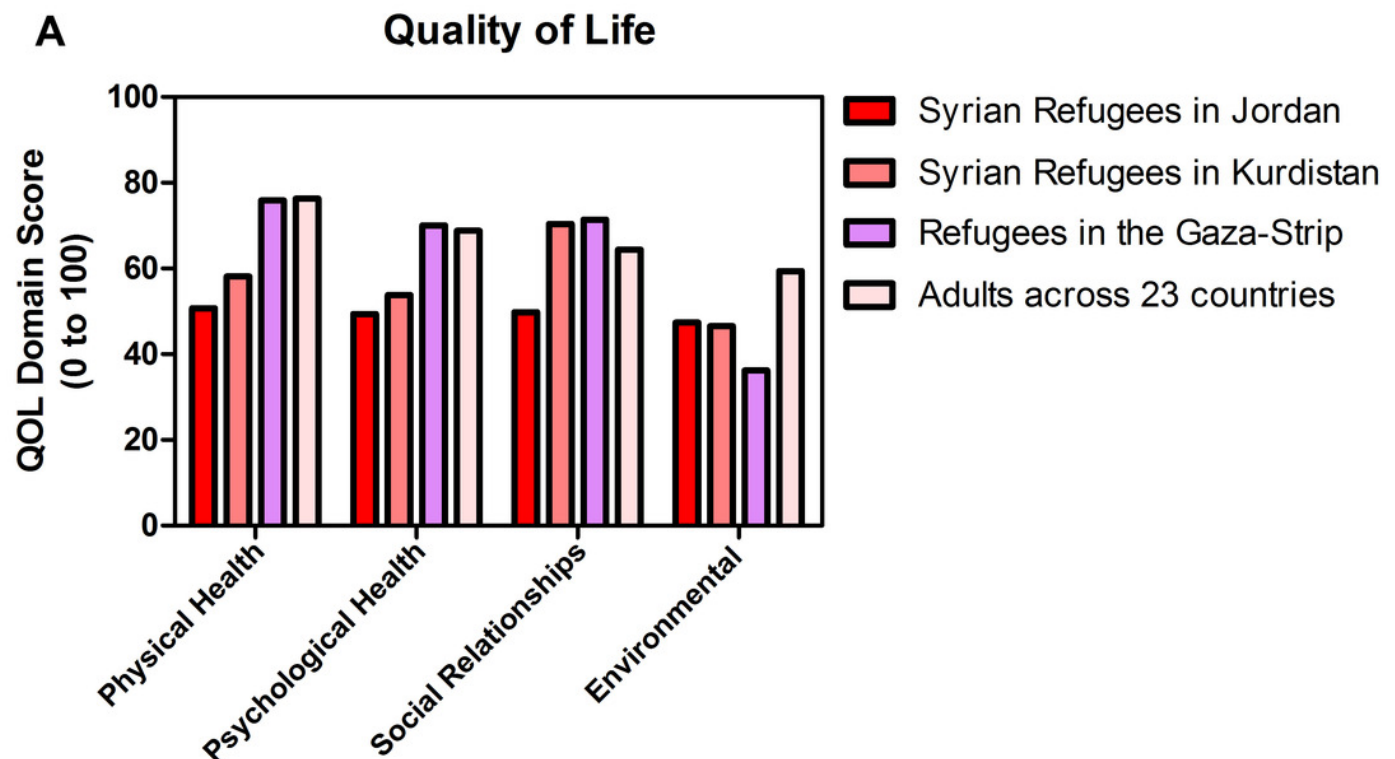 A
Quality of Life
QOL Domain Score
(0 to 100)
100
80
60
40
20
0
Physical Health
Psychological Health
Social Relationships
Environmental
Syrian Refugees in Jordan
Syrian Refugees in Kurdistan
Refugees in the Gaza-Strip
Adults across 23 countries